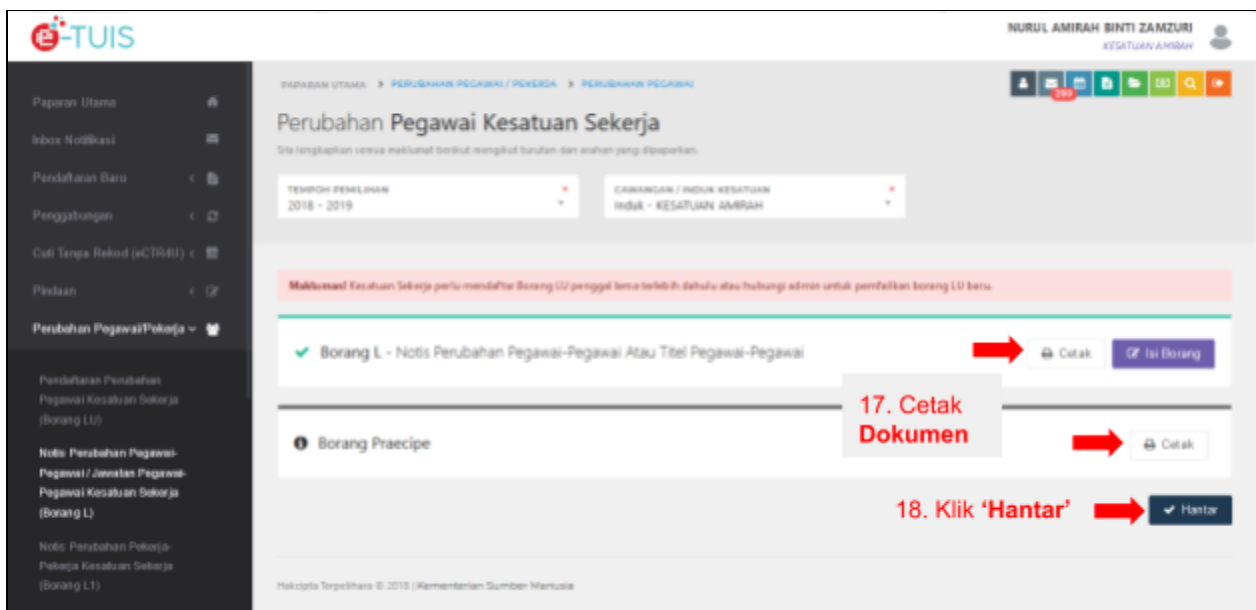 e-TUIS
NURUL AMIRAH BINTI ZAMZURI
KESATUAN AMIRAH
PAPARAN UTAMA > PERUBAHAN PEGAWAI / PEKERJA > PERUBAHAN PEGAWAI
289
Perubahan Pegawai Kesatuan Sekerja
Sila lengkapkan semua maklumat berikut mengikut turutan dan arahan yang dipaparkan.
TEMPOH PEMILIHAN *
2018 - 2019
CAWANGAN / INDUK KESATUAN *
Induk - KESATUAN AMIRAH
Paparan Utama
Inbox Notifikasi
Pendaftaran Baru
Penggabungan
Cuti Tanpa Rekod (eCTR4U)
Pindaan
Perubahan Pegawai/Pekerja
Pendaftaran Perubahan
Pegawai Kesatuan Sekerja
(Borang LU)
Notis Perubahan Pegawai-
Pegawai / Jawatan Pegawai-
Pegawai Kesatuan Sekerja
(Borang L)
Notis Perubahan Pekerja-
Pekerja Kesatuan Sekerja
(Borang L1)
Makluman! Kesatuan Sekerja perlu mendaftar Borang LU penggal lama terlebih dahulu atau hubungi admin untuk pemfailkan borang LU baru.
Borang L - Notis Perubahan Pegawai-Pegawai Atau Titel Pegawai-Pegawai
Cetak
Isi Borang
17. Cetak
Dokumen
Borang Praecipe
Cetak
18. Klik ‘Hantar’
Hantar
Hakcipta Terpelihara © 2018 | Kementerian Sumber Manusia